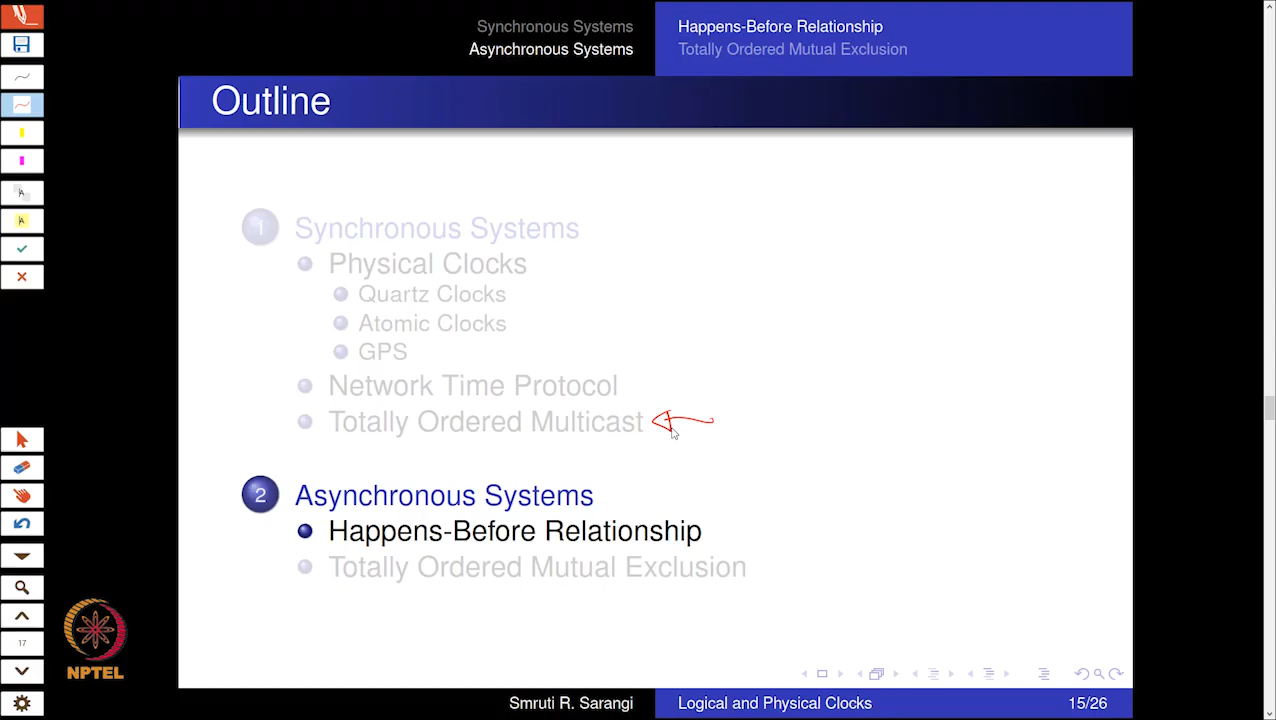 Synchronous Systems
Asynchronous Systems
Happens-Before Relationship
Totally Ordered Mutual Exclusion
Outline
1 Synchronous Systems
Physical Clocks
Quartz Clocks
Atomic Clocks
GPS
Network Time Protocol
Totally Ordered Multicast
2 Asynchronous Systems
Happens-Before Relationship
Totally Ordered Mutual Exclusion
A
A
17
NPTEL
Smruti R. Sarangi
Logical and Physical Clocks
15/26